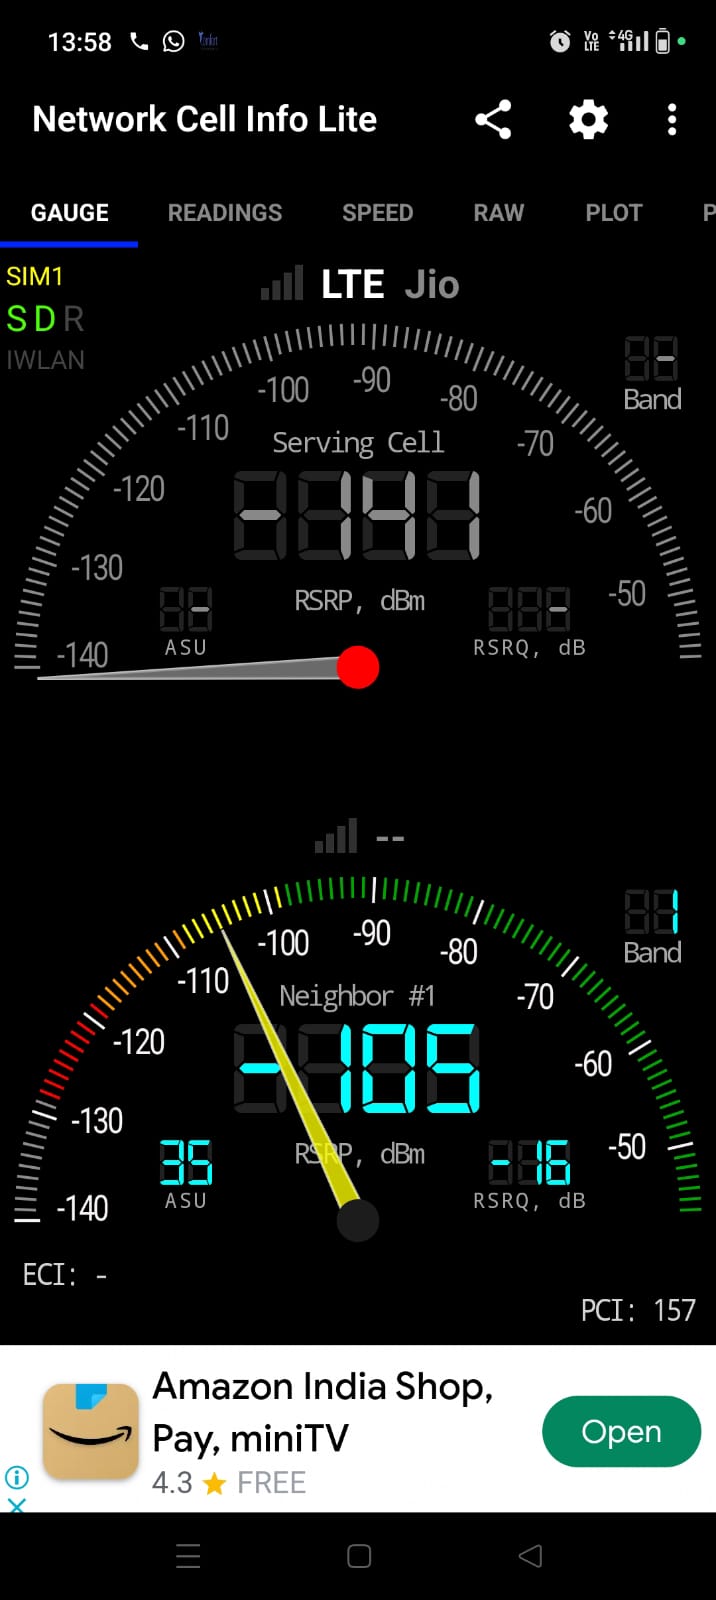 13:58 Vo LTE 4G
Network Cell Info Lite
GAUGE READINGS SPEED RAW PLOT P
SIM1
LTE Jio
S D R
IWLAN
-
Band
-140 -130 -120 -110 -100 -90 -80 -70 -60 -50
Serving Cell
-141
RSRP, dBm
-
ASU
-
RSRQ, dB
--
1
Band
-140 -130 -120 -110 -100 -90 -80 -70 -60 -50
Neighbor #1
-105
RSRP, dBm
35
ASU
-16
RSRQ, dB
ECI: -
PCI: 157
Amazon India Shop,
Pay, miniTV
4.3 ★ FREE
Open